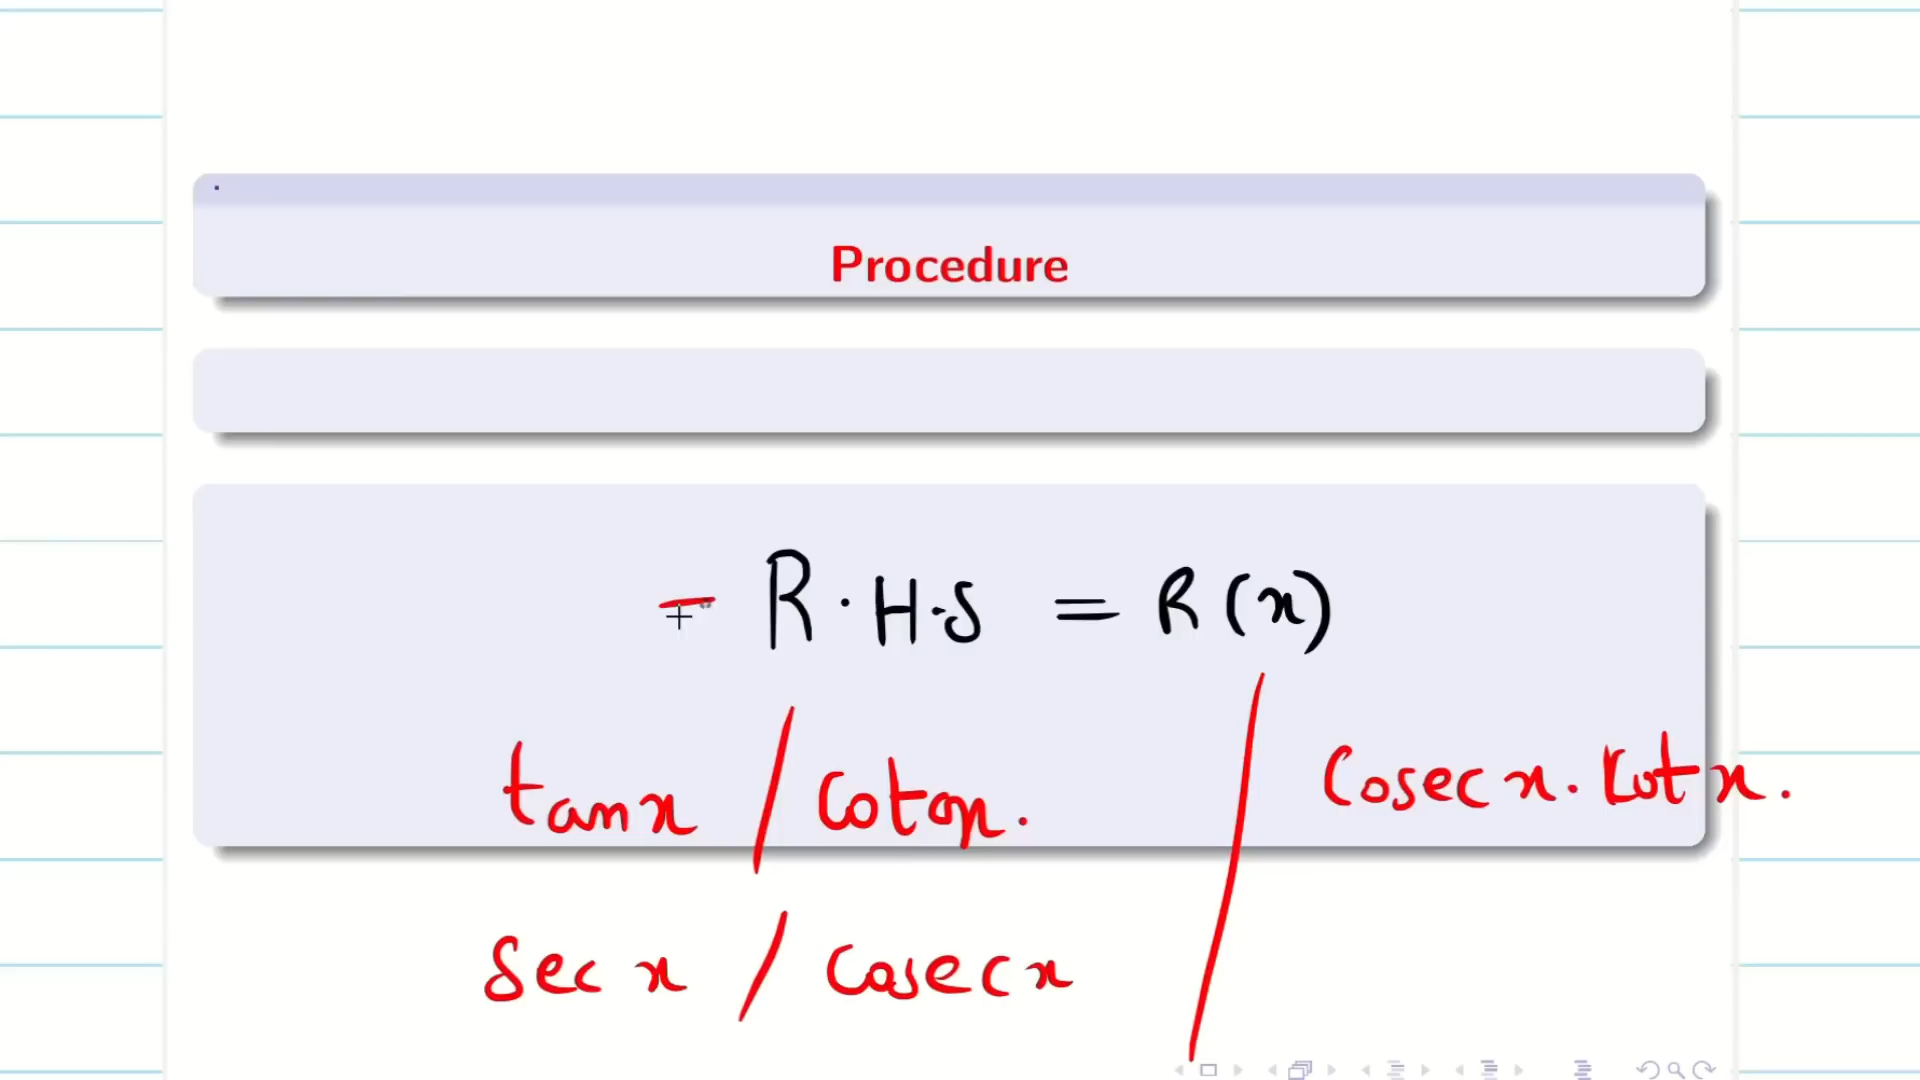 Procedure
- R.H.S = R(x)
tan x / cot x. / cosec x. cot x.
sec x / cosec x